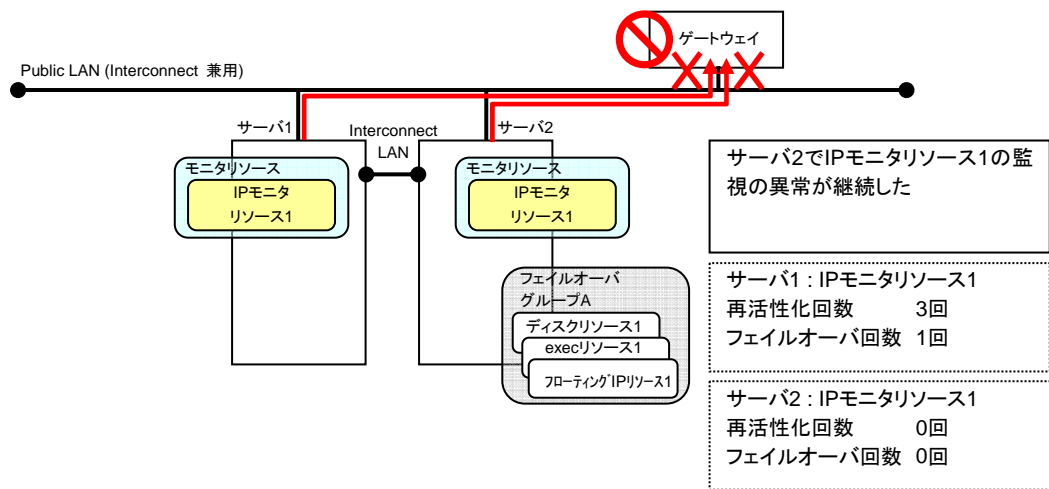 ゲートウェイ
Public LAN (Interconnect 兼用)
サーバ1
Interconnect
LAN
サーバ2
モニタリソース
IPモニタ
リソース1
モニタリソース
IPモニタ
リソース1
フェイルオーバ
グループA
ディスクリソース1
execリソース1
フローティングIPリソース1
サーバ2でIPモニタリソース1の監
視の異常が継続した
サーバ1 : IPモニタリソース1
再活性化回数 3回
フェイルオーバ回数 1回
サーバ2 : IPモニタリソース1
再活性化回数 0回
フェイルオーバ回数 0回